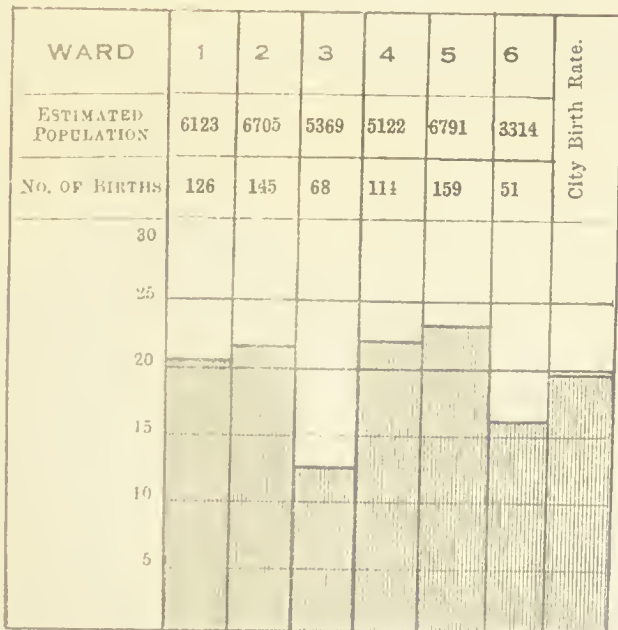 WARD 1 2 3 4 5 6 City Birth Rate.
ESTIMATED
POPULATION 6123 6705 5369 5122 6791 3314
NO. OF BIRTHS 126 145 68 114 159 51
30
25
20
15
10
5